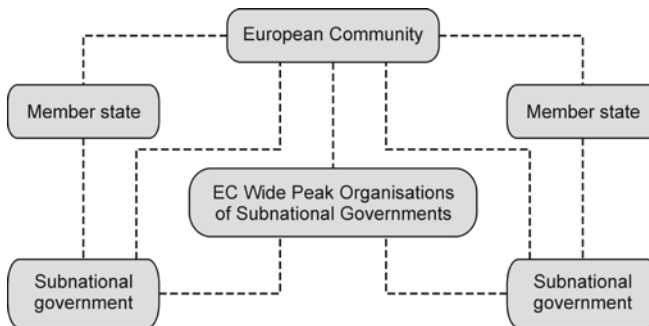 European Community
Member state
Member state
EC Wide Peak Organisations
of Subnational Governments
Subnational
government
Subnational
government